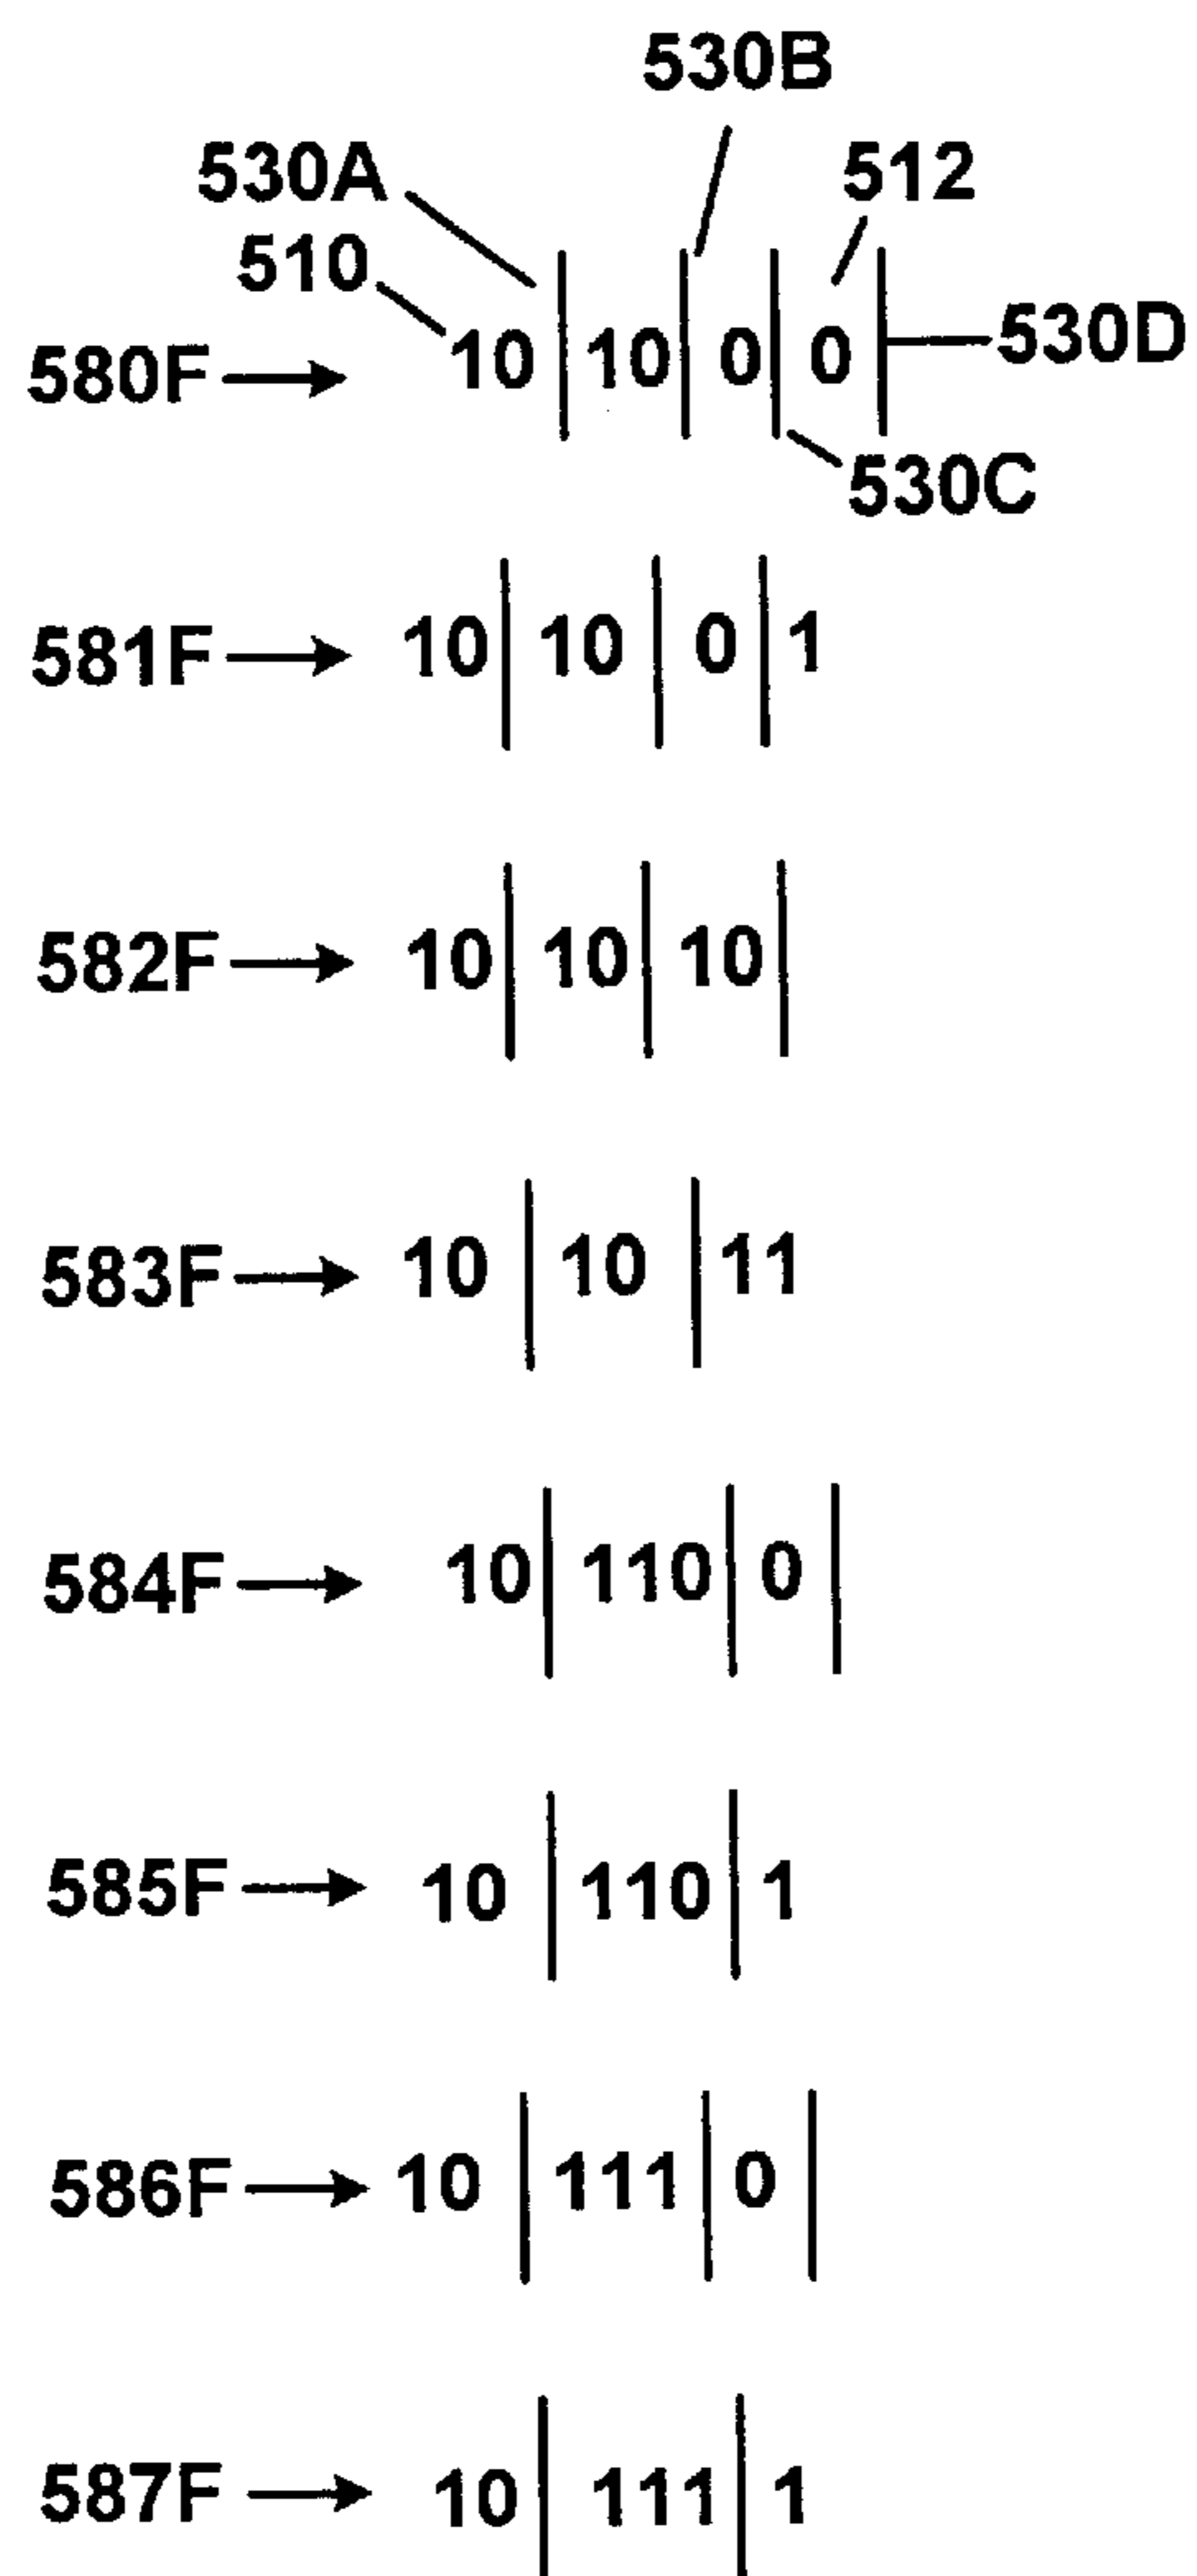 530B
530A
512
510
580F 10 | 10 | 0 | 0 | 530D
530C
581F 10 | 10 | 0 | 1
582F 10 | 10 | 10 |
583F 10 | 10 | 11
584F 10 | 110 | 0 |
585F 10 | 110 | 1
586F 10 | 111 | 0 |
587F 10 | 111 | 1